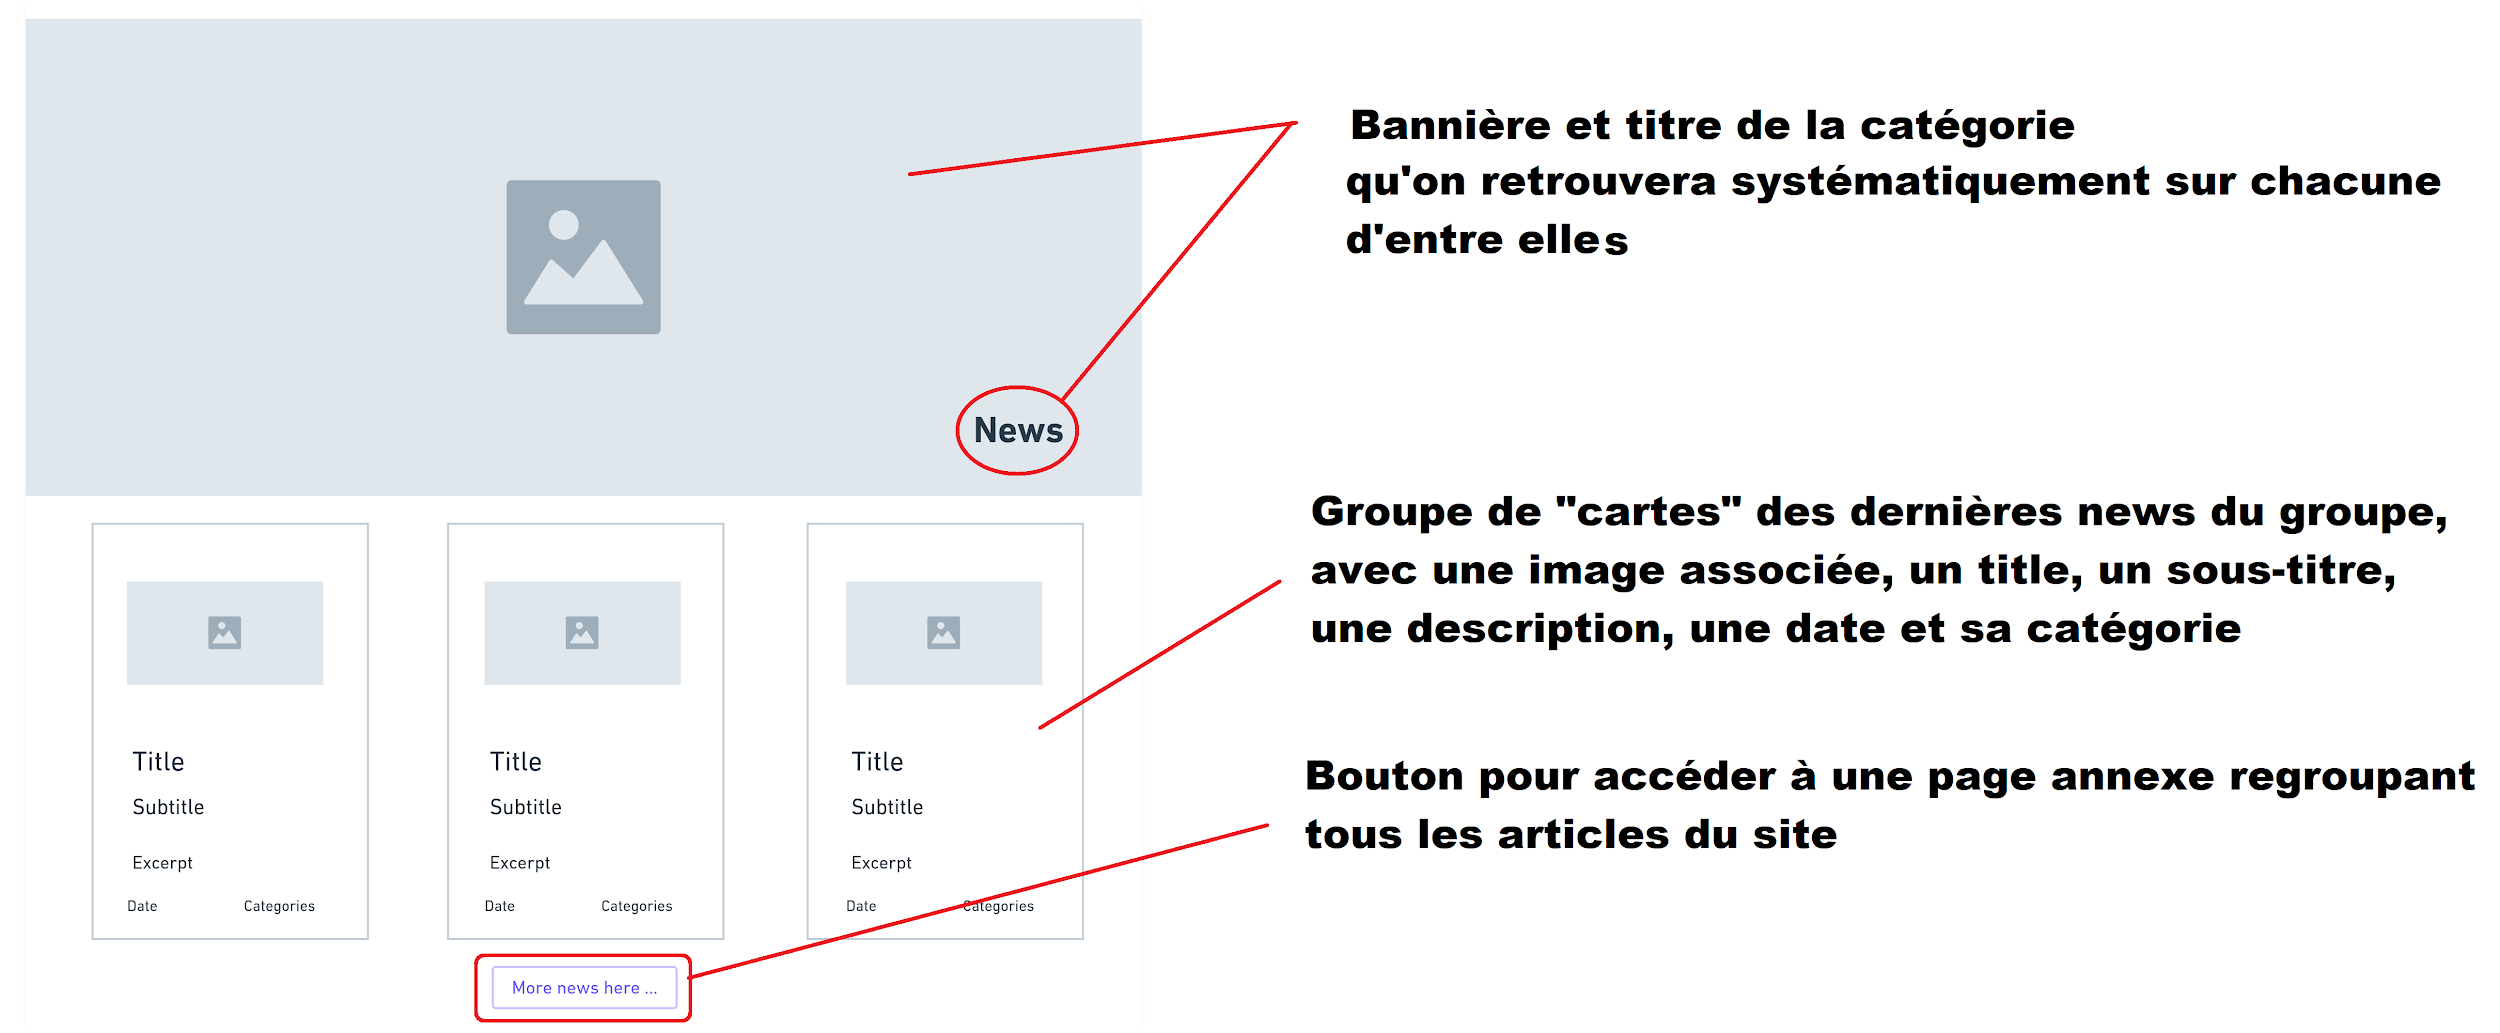 Bannière et titre de la catégorie
qu'on retrouvera systématiquement sur chacune
d'entre elles
News
Groupe de "cartes" des dernières news du groupe,
avec une image associée, un title, un sous-titre,
une description, une date et sa catégorie
Title
Subtitle
Excerpt
Date Categories
Title
Subtitle
Excerpt
Date Categories
Title
Subtitle
Excerpt
Date Categories
Bouton pour accéder à une page annexe regroupant
tous les articles du site
More news here ...